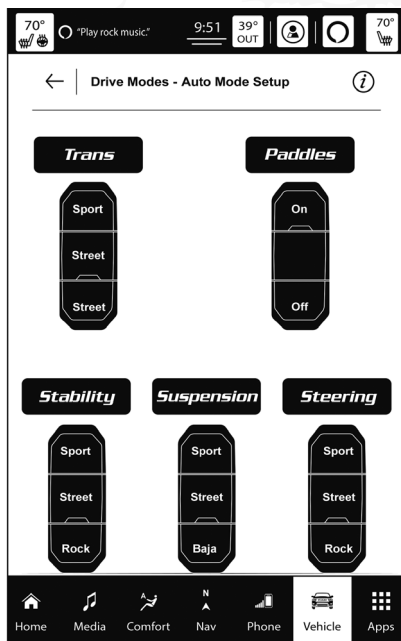 70° "Play rock music." 9:51 39° OUT 70°
Drive Modes - Auto Mode Setup i
Trans Paddles
Sport On
Street
Street Off
Stability Suspension Steering
Sport Sport Sport
Street Street Street
Rock Baja Rock
Home Media A Comfort N Nav Phone Vehicle Apps